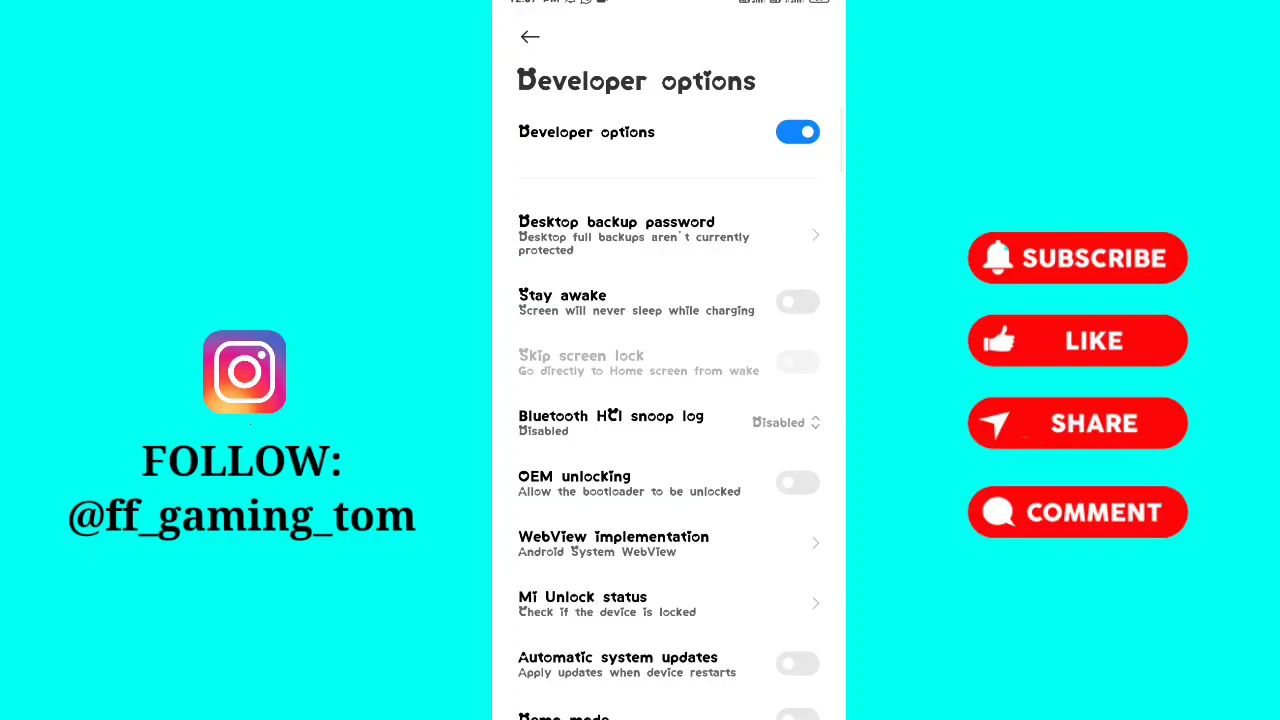 Developer options
Developer options
Desktop backup password
Desktop full backups aren't currently
protected
Stay awake
Screen will never sleep while charging
Skip screen lock
Go directly to Home screen from wake
Bluetooth HCI snoop log
Disabled
Disabled
OEM unlocking
Allow the bootloader to be unlocked
WebView implementation
Android System WebView
Mi Unlock status
Check if the device is locked
Automatic system updates
Apply updates when device restarts
FOLLOW:
@ff_gaming_tom
SUBSCRIBE
LIKE
SHARE
COMMENT